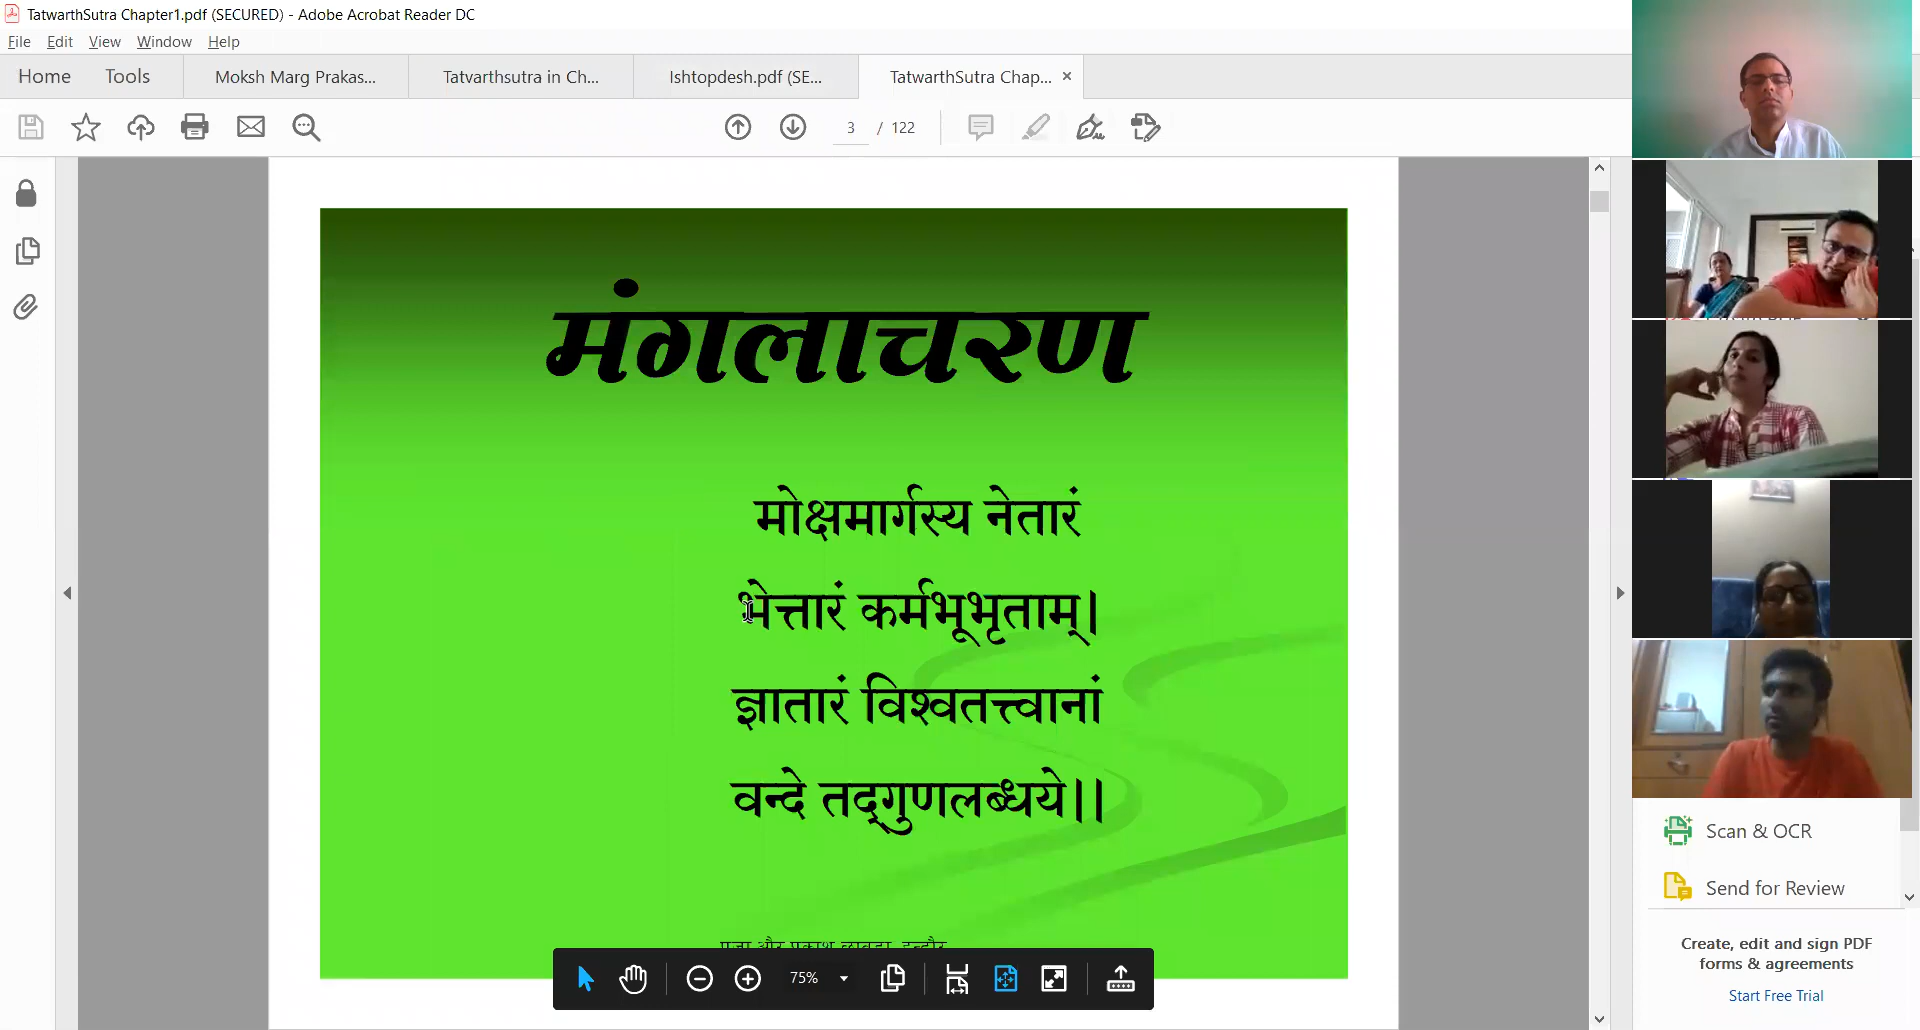 TatwarthSutra Chapter1.pdf (SECURED) - Adobe Acrobat Reader DC
File Edit View Window Help
Home Tools Moksh Marg Prakas... Tatvarthsutra in Ch... Ishtopdesh.pdf (SE... TatwarthSutra Chap... ×
3 / 122
मंगलाचरण
मोक्षमार्गस्य नेतारं
भेत्तारं कर्मभूभृताम्।
ज्ञातारं विश्वतत्त्वानां
वन्दे तद्गुणलब्धये।।
75%
Scan & OCR
Send for Review
Create, edit and sign PDF
forms & agreements
Start Free Trial